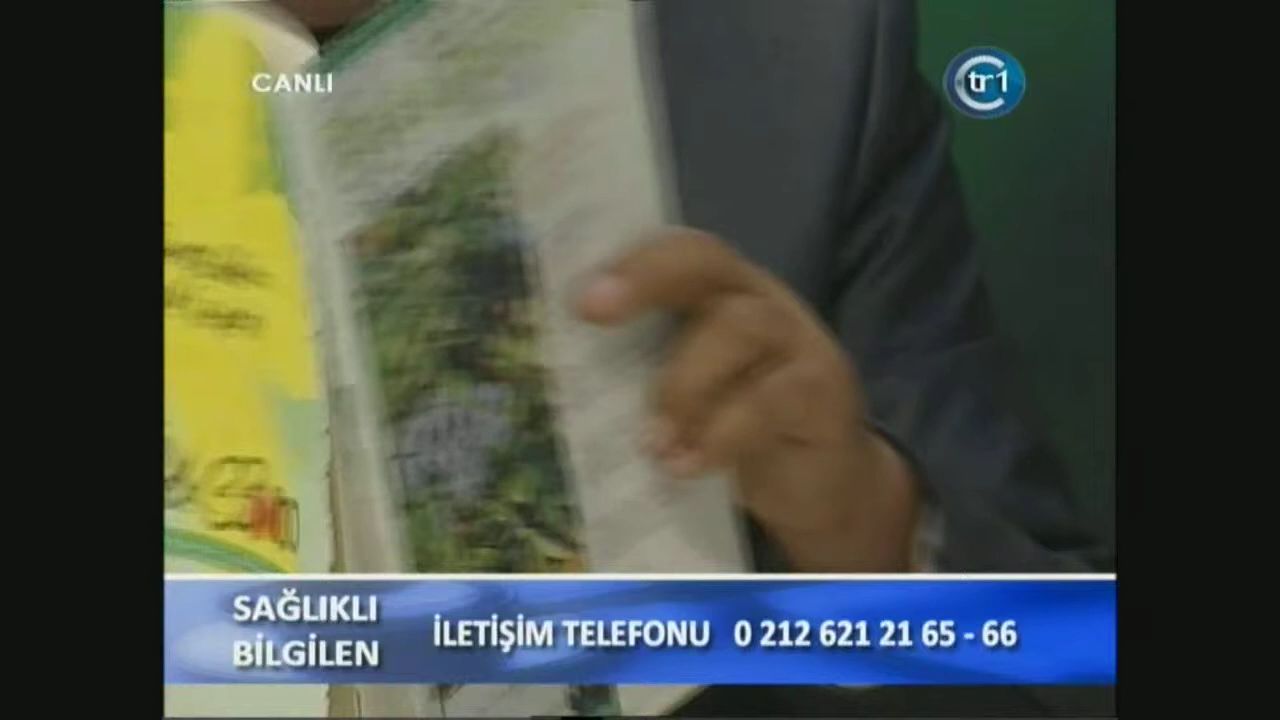 CANLI
tr1
SAĞLIKLI
BİLGİLEN
İLETİŞİM TELEFONU 0 212 621 21 65 - 66